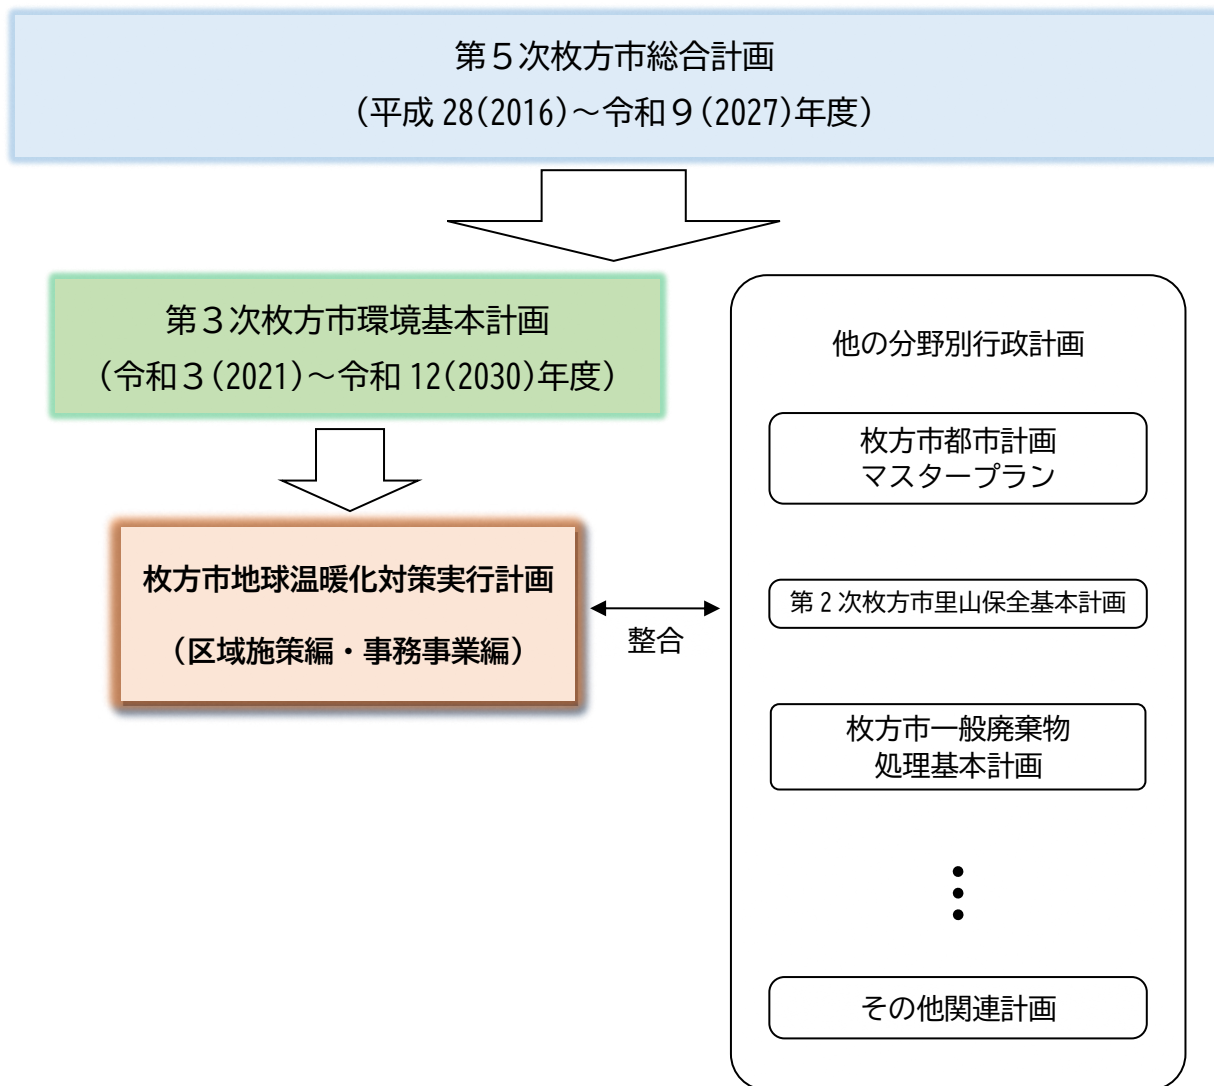 第５次枚方市総合計画
（平成 28(2016)～令和９(2027)年度）
第３次枚方市環境基本計画
（令和３(2021)～令和 12(2030)年度）
枚方市地球温暖化対策実行計画
（区域施策編・事務事業編）
整合
他の分野別行政計画
枚方市都市計画
マスタープラン
第２次枚方市里山保全基本計画
枚方市一般廃棄物
処理基本計画
その他関連計画